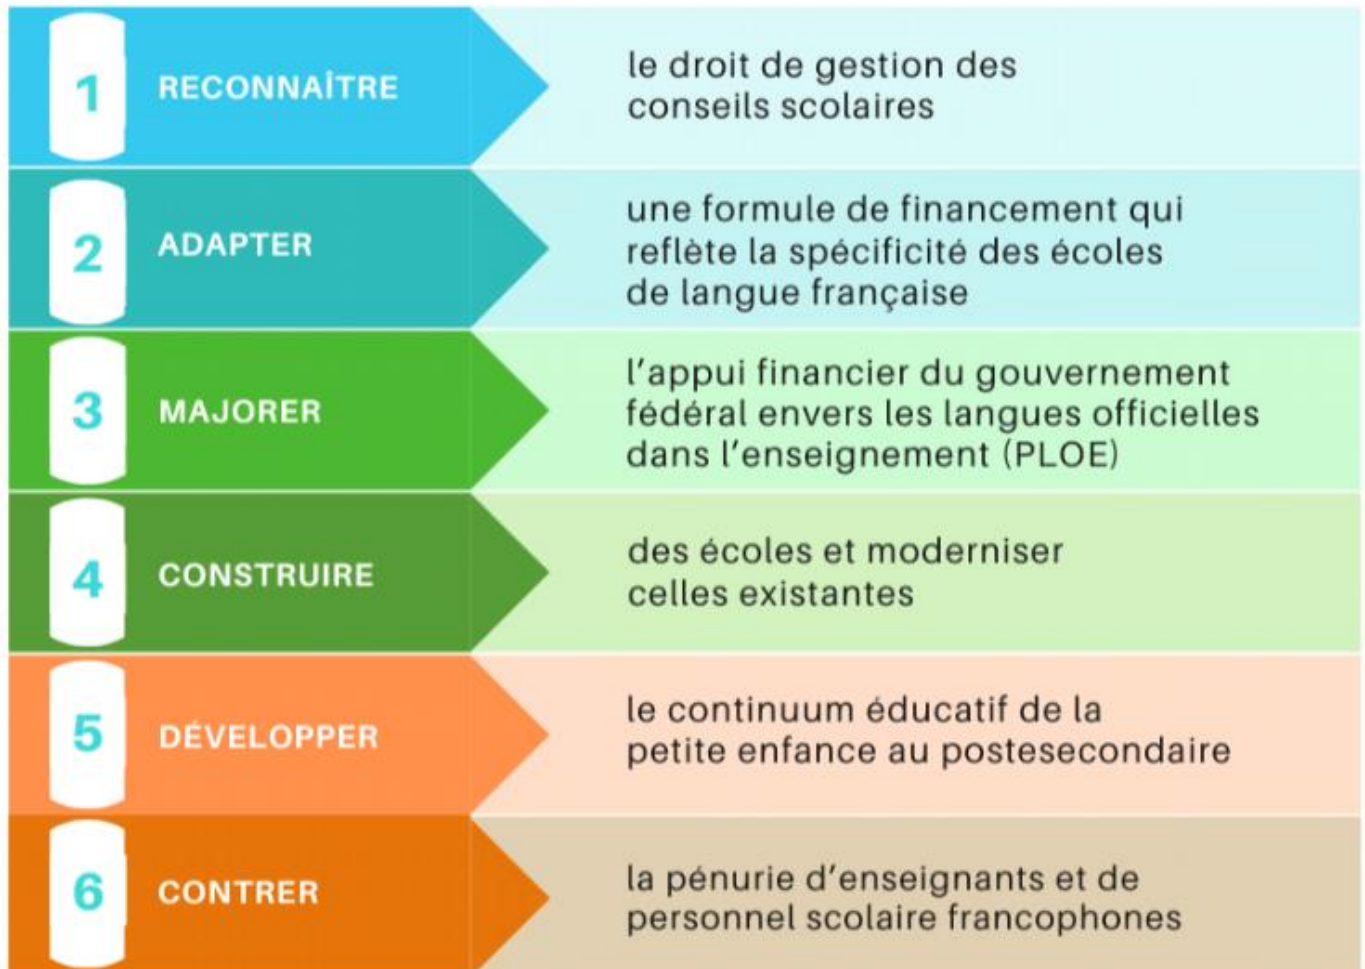 1
RECONNAÎTRE
le droit de gestion des
conseils scolaires
2
ADAPTER
une formule de financement qui
reflète la spécificité des écoles
de langue française
3
MAJORER
l'appui financier du gouvernement
fédéral envers les langues officielles
dans l'enseignement (PLOE)
4
CONSTRUIRE
des écoles et moderniser
celles existantes
5
DÉVELOPPER
le continuum éducatif de la
petite enfance au postesecondaire
6
CONTRER
la pénurie d'enseignants et de
personnel scolaire francophones